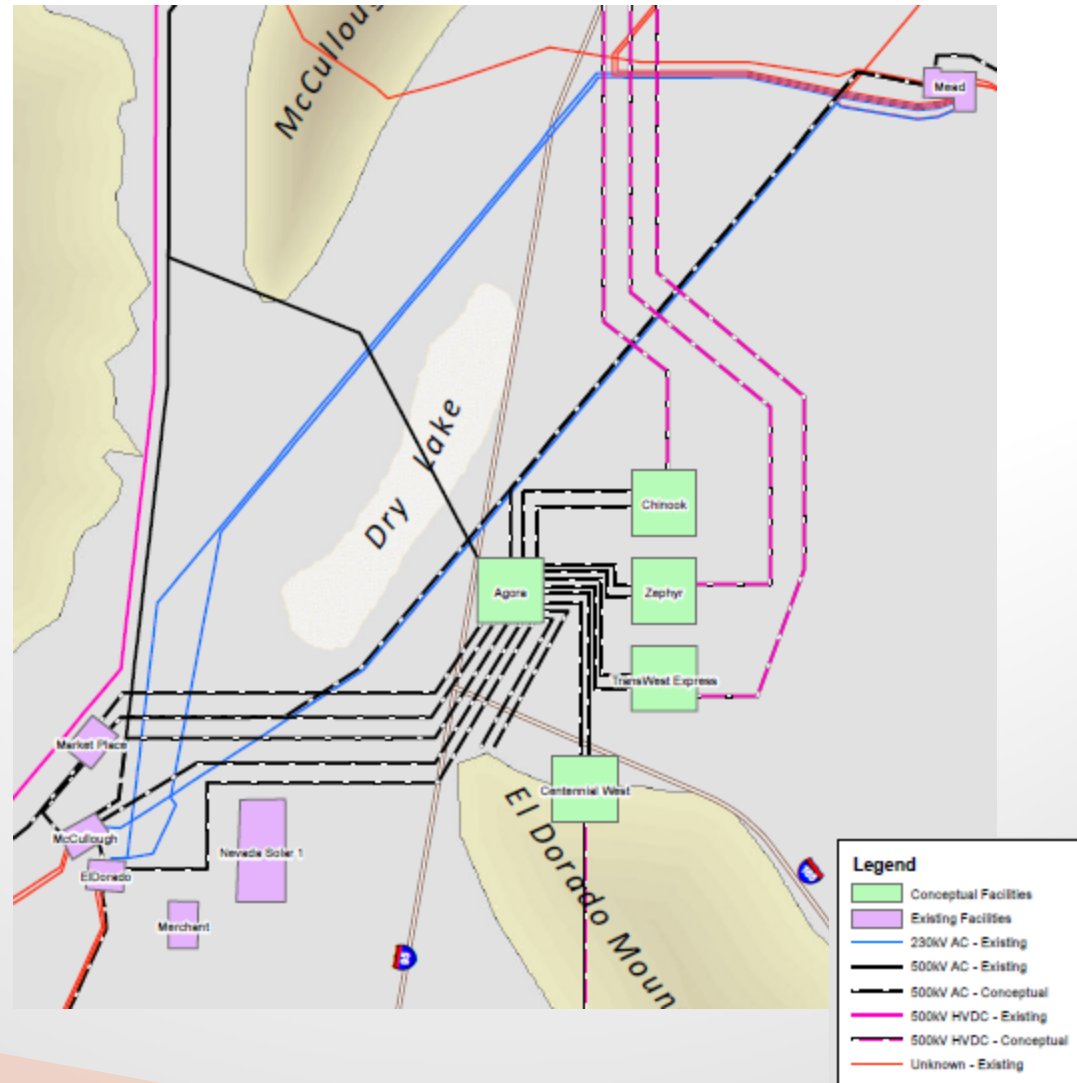 McCulloug
Mead
Dry Lake
Chinook
Agora
Zephyr
TransWest Express
Market Place
Centennial West
McCullough
ElDorado
Nevada Solar 1
Merchant
El Dorado Moun
Legend
Conceptual Facilities
Existing Facilities
230kV AC - Existing
500kV AC - Existing
500kV AC - Conceptual
500kV HVDC - Existing
500kV HVDC - Conceptual
Unknown - Existing